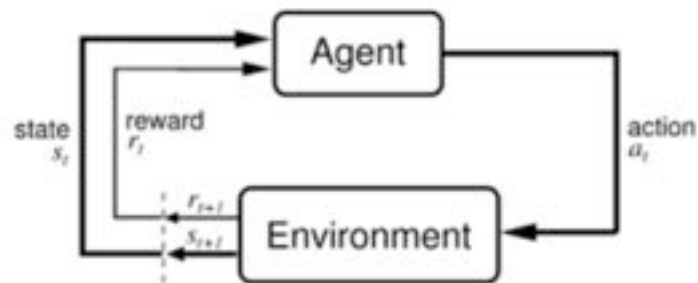 Agent
state
s_t
reward
r_t
action
a_t
r_{t+1}
s_{t+1}
Environment